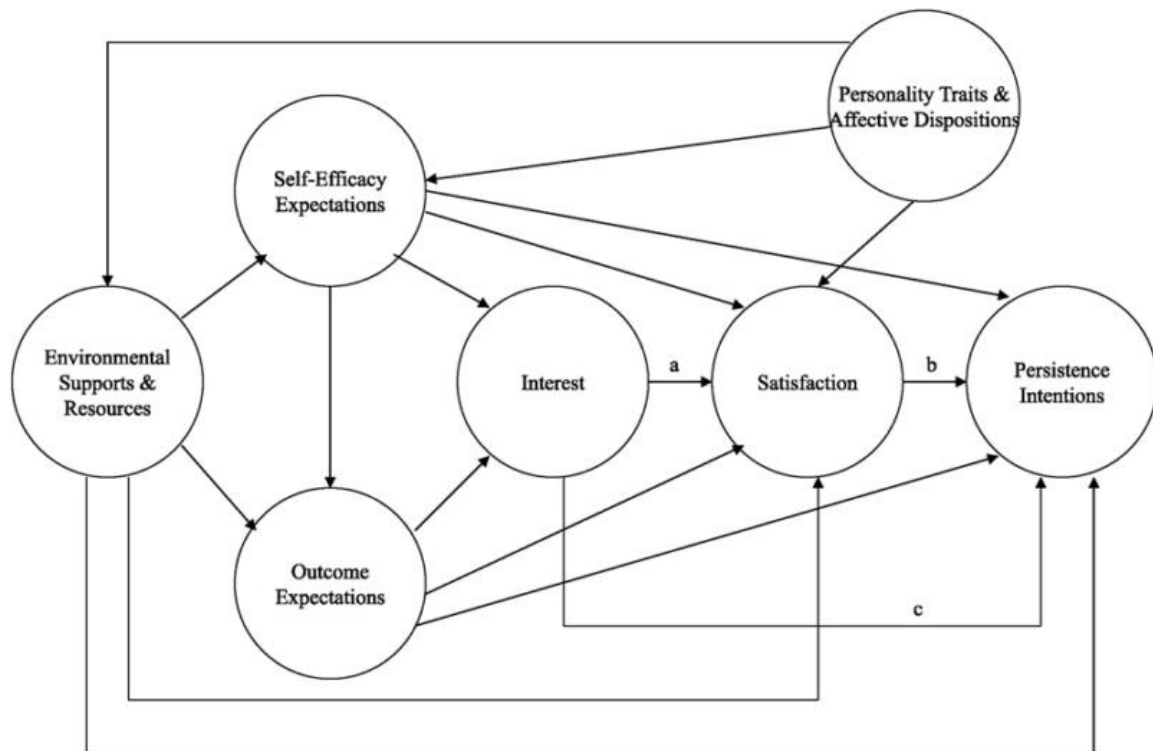 Personality Traits &
Affective Dispositions
Self-Efficacy
Expectations
Environmental
Supports &
Resources
Interest
a
Satisfaction
b
Persistence
Intentions
Outcome
Expectations
c